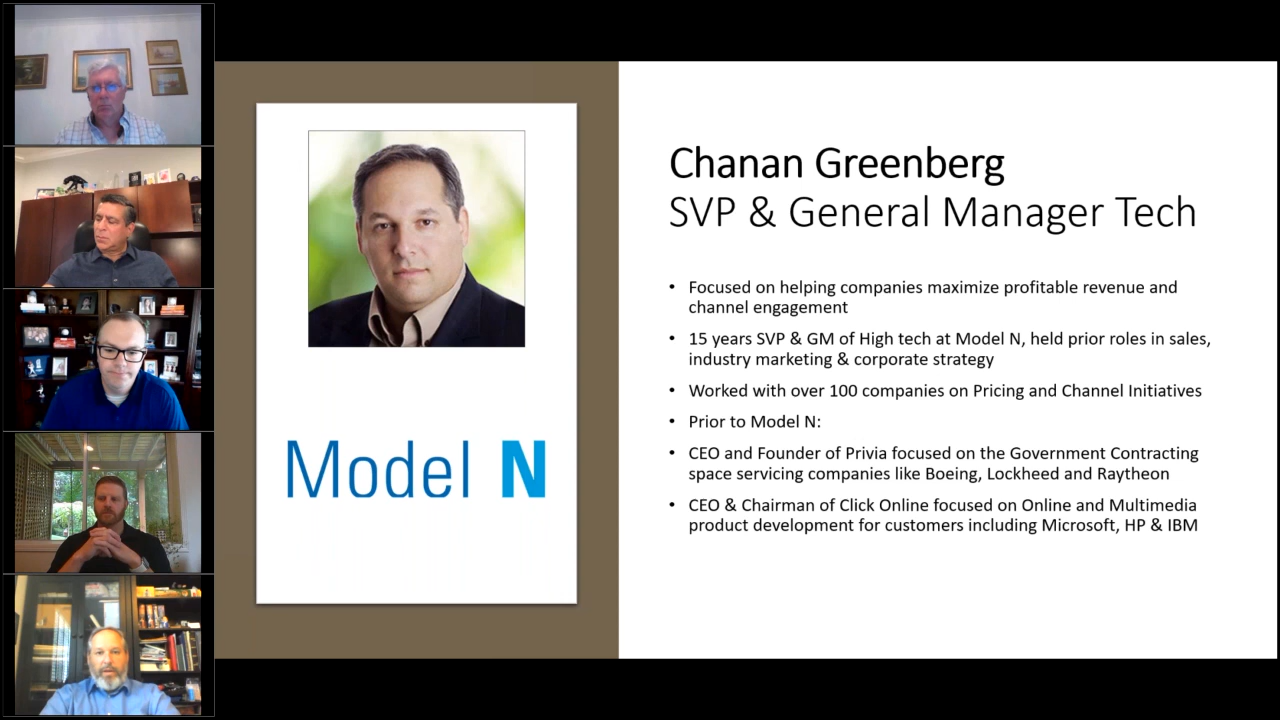 Chanan Greenberg
SVP & General Manager Tech
• Focused on helping companies maximize profitable revenue and
channel engagement
• 15 years SVP & GM of High tech at Model N, held prior roles in sales,
industry marketing & corporate strategy
• Worked with over 100 companies on Pricing and Channel Initiatives
• Prior to Model N:
• CEO and Founder of Privia focused on the Government Contracting
space servicing companies like Boeing, Lockheed and Raytheon
• CEO & Chairman of Click Online focused on Online and Multimedia
product development for customers including Microsoft, HP & IBM
Model N